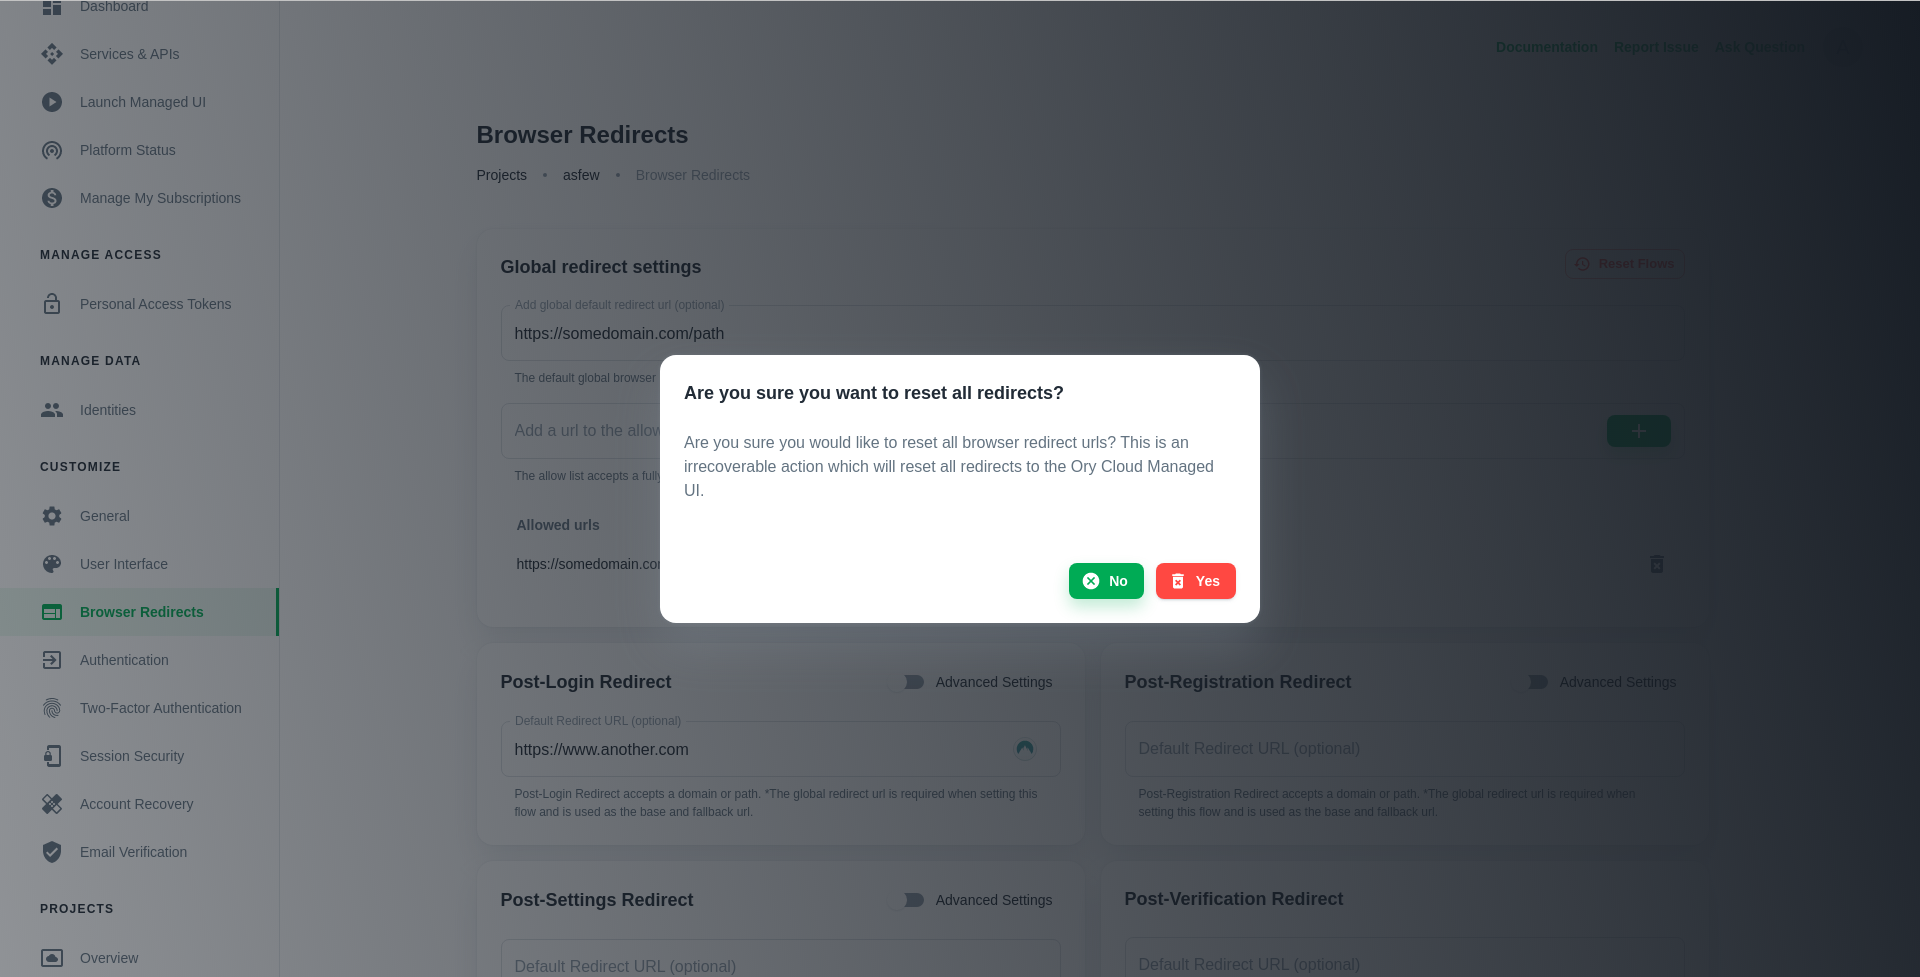 Dashboard
Services & APIs
Launch Managed UI
Platform Status
Manage My Subscriptions
MANAGE ACCESS
Personal Access Tokens
MANAGE DATA
Identities
CUSTOMIZE
General
User Interface
Browser Redirects
Authentication
Two-Factor Authentication
Session Security
Account Recovery
Email Verification
PROJECTS
Overview
Documentation Report Issue Ask Question
Browser Redirects
Projects • asfew • Browser Redirects
Global redirect settings
Reset Flows
Add global default redirect url (optional)
https://somedomain.com/path
The default global browser
Add a url to the allow
The allow list accepts a fully
Allowed urls
https://somedomain.co
Are you sure you want to reset all redirects?
Are you sure you would like to reset all browser redirect urls? This is an
irrecoverable action which will reset all redirects to the Ory Cloud Managed
UI.
No Yes
Post-Login Redirect
Advanced Settings
Default Redirect URL (optional)
https://www.another.com
Post-Login Redirect accepts a domain or path. *The global redirect url is required when setting this
flow and is used as the base and fallback url.
Post-Registration Redirect
Advanced Settings
Default Redirect URL (optional)
Post-Registration Redirect accepts a domain or path. *The global redirect url is required when
setting this flow and is used as the base and fallback url.
Post-Settings Redirect
Advanced Settings
Default Redirect URL (optional)
Post-Verification Redirect
Default Redirect URL (optional)